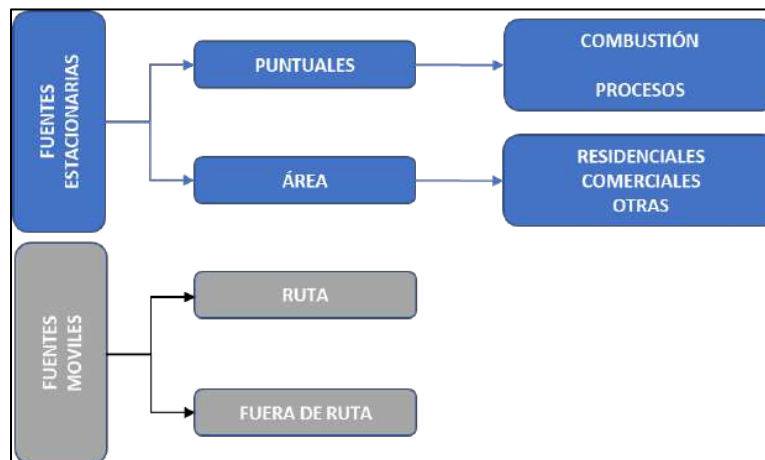 FUENTES
ESTACIONARIAS
PUNTUALES
COMBUSTIÓN
PROCESOS
ÁREA
RESIDENCIALES
COMERCIALES
OTRAS
FUENTES
MOVILES
RUTA
FUERA DE RUTA